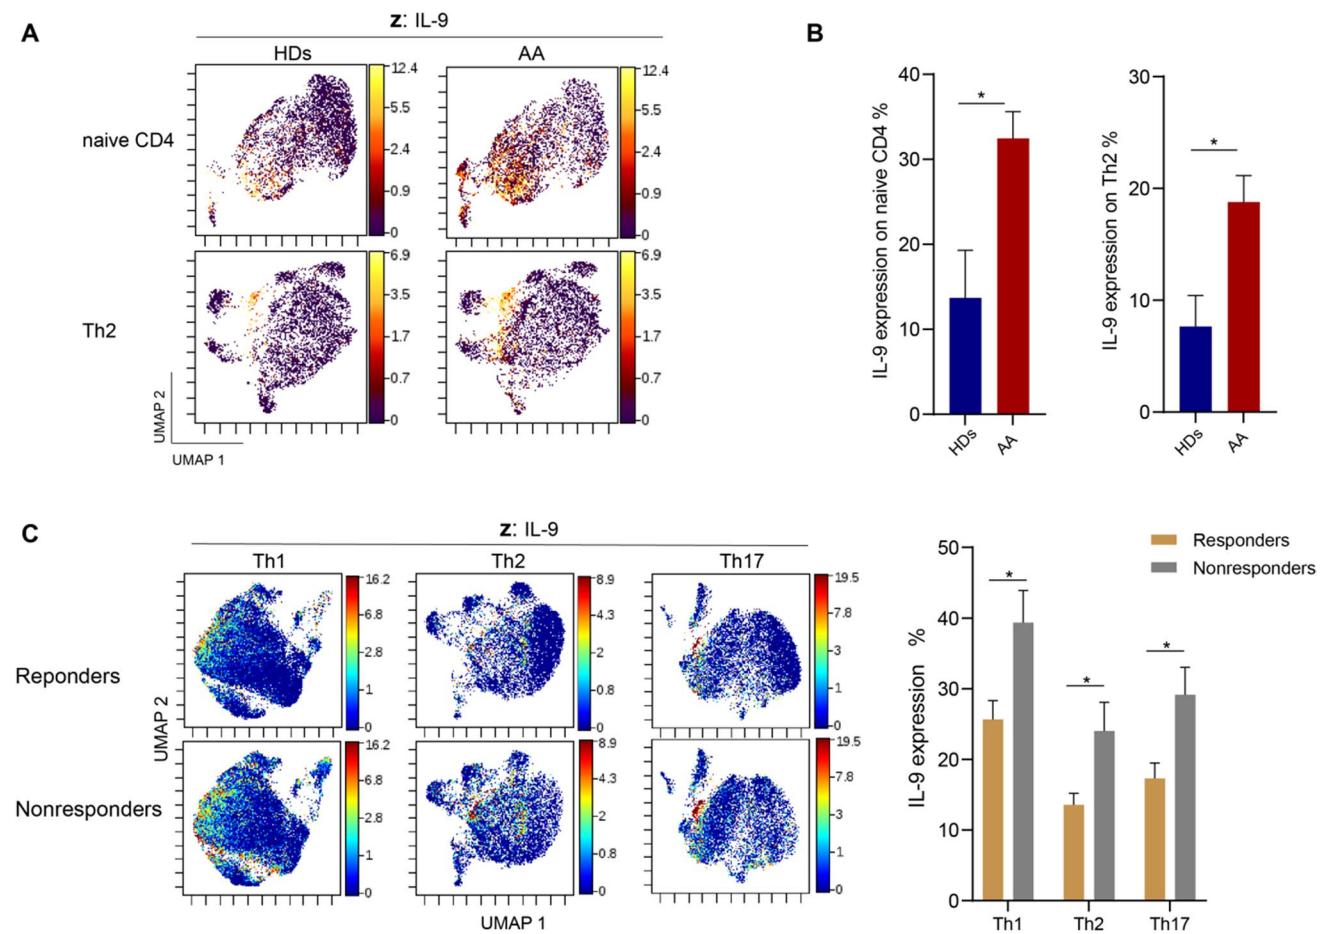 A
z: IL-9
HDs
AA
naive CD4
12.4
5.5
2.4
0.9
0
12.4
5.5
2.4
0.9
0
Th2
6.9
3.5
1.7
0.7
0
6.9
3.5
1.7
0.7
0
UMAP 2
UMAP 1
B
IL-9 expression on naive CD4 %
40
30
20
10
0
*
HDs
AA
IL-9 expression on Th2 %
30
20
10
0
*
HDs
AA
C
z: IL-9
Th1
Th2
Th17
Reponders
16.2
6.8
2.8
1
0
8.9
4.3
2
0.8
0
19.5
7.8
3
1
0
Nonresponders
16.2
6.8
2.8
1
0
8.9
4.3
2
0.8
0
19.5
7.8
3
1
0
UMAP 2
UMAP 1
Responders
Nonresponders
IL-9 expression %
50
40
30
20
10
0
*
*
*
Th1
Th2
Th17